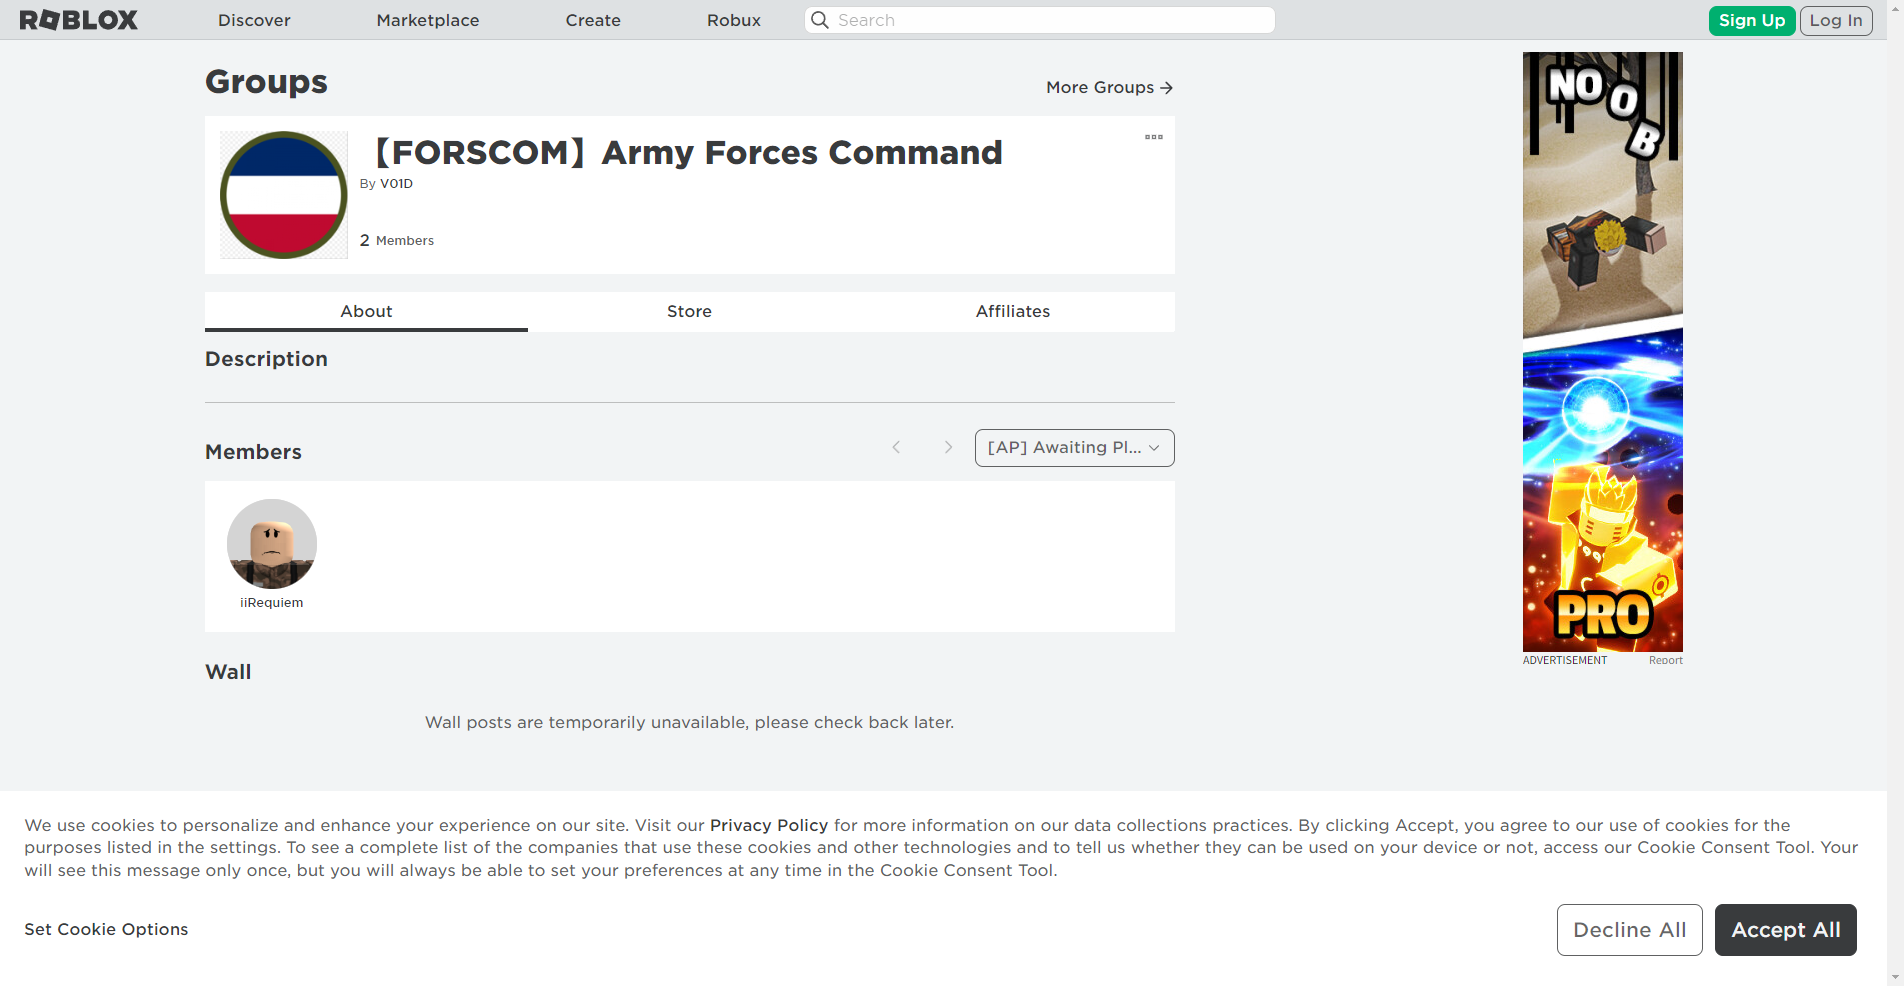 ROBLOX
Discover
Marketplace
Create
Robux
Search
Sign Up
Log In
Groups
More Groups
【FORSCOM】Army Forces Command
By V01D
2 Members
About
Store
Affiliates
Description
Members
[AP] Awaiting Pl...
iiRequiem
Wall
Wall posts are temporarily unavailable, please check back later.
NOOB
PRO
ADVERTISEMENT
Report
We use cookies to personalize and enhance your experience on our site. Visit our Privacy Policy for more information on our data collections practices. By clicking Accept, you agree to our use of cookies for the
purposes listed in the settings. To see a complete list of the companies that use these cookies and other technologies and to tell us whether they can be used on your device or not, access our Cookie Consent Tool. Your
will see this message only once, but you will always be able to set your preferences at any time in the Cookie Consent Tool.
Set Cookie Options
Decline All
Accept All